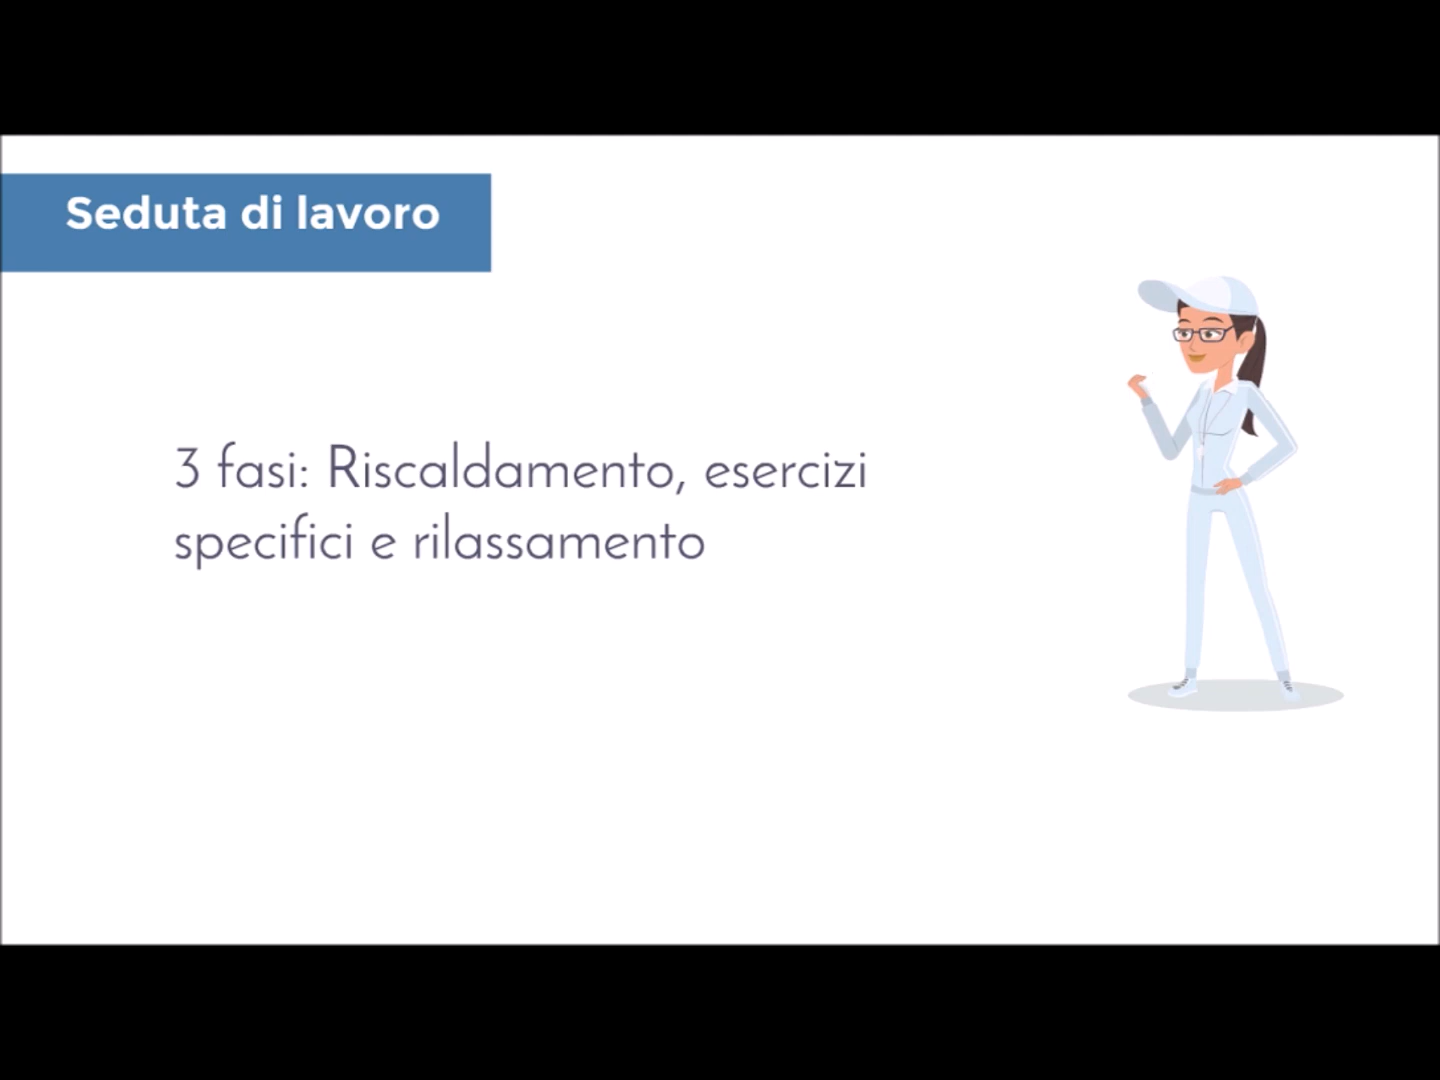 Seduta di lavoro
3 fasi: Riscaldamento, esercizi
specifici e rilassamento